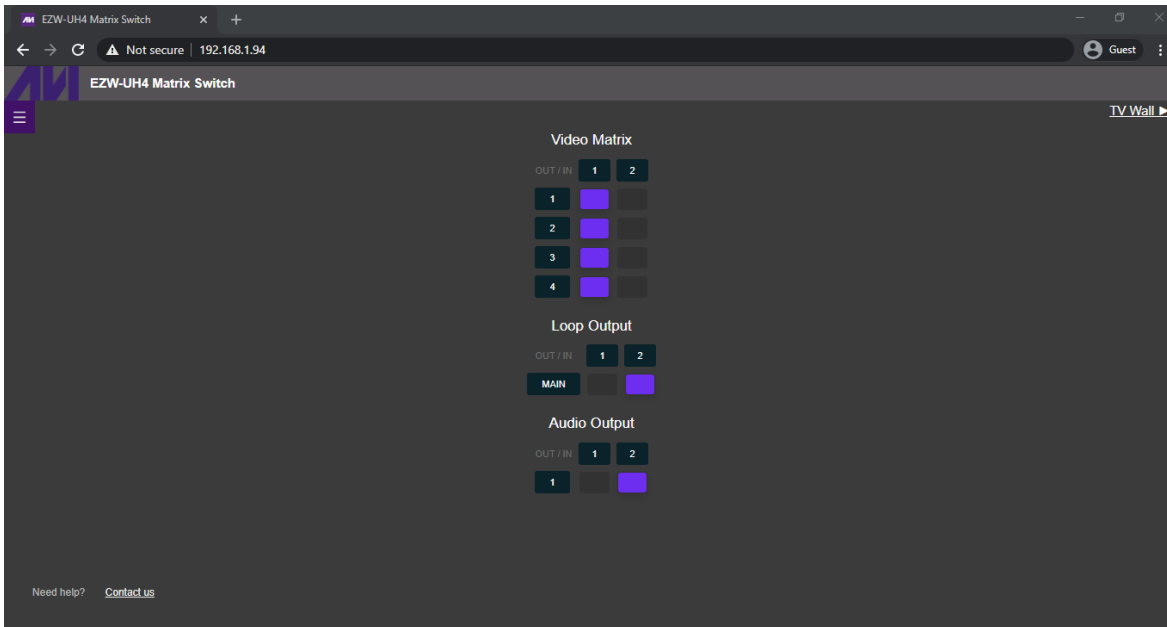 EZW-UH4 Matrix Switch
Not secure | 192.168.1.94
Guest
EZW-UH4 Matrix Switch
TV Wall ▶
Video Matrix
OUT / IN 1 2
1
2
3
4
Loop Output
OUT / IN 1 2
MAIN
Audio Output
OUT / IN 1 2
1
Need help? Contact us